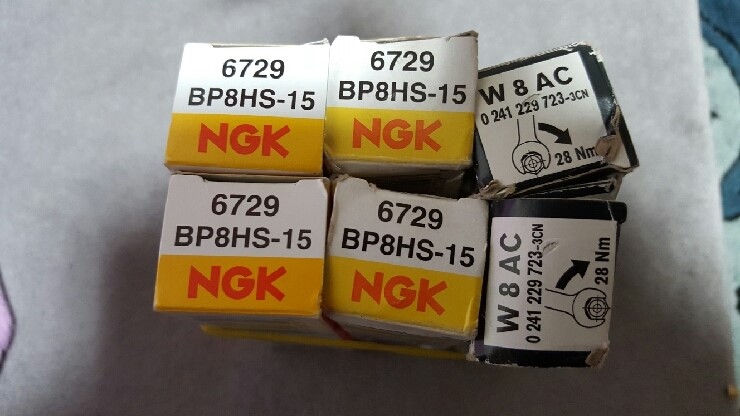 6729
BP8HS-15
NGK
6729
BP8HS-15
NGK
W 8 AC
0 241 229 723-3CN
28 Nm
6729
BP8HS-15
NGK
6729
BP8HS-15
NGK
W 8 AC
0 241 229 723-3CN
28 Nm